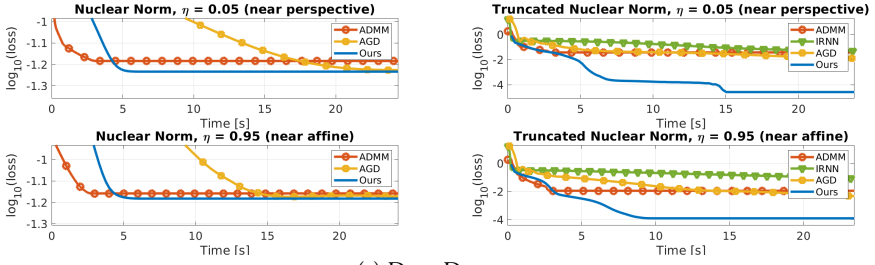 Nuclear Norm, η = 0.05 (near perspective)
log10(loss)
-1
-1.1
-1.2
-1.3
ADMM
AGD
Ours
0 5 10 15 20
Time [s]
Truncated Nuclear Norm, η = 0.05 (near perspective)
log10(loss)
0
-2
-4
ADMM
IRNN
AGD
Ours
0 5 10 15 20
Time [s]
Nuclear Norm, η = 0.95 (near affine)
log10(loss)
-1
-1.1
-1.2
-1.3
ADMM
AGD
Ours
0 5 10 15 20
Time [s]
Truncated Nuclear Norm, η = 0.95 (near affine)
log10(loss)
0
-2
-4
ADMM
IRNN
AGD
Ours
0 5 10 15 20
Time [s]